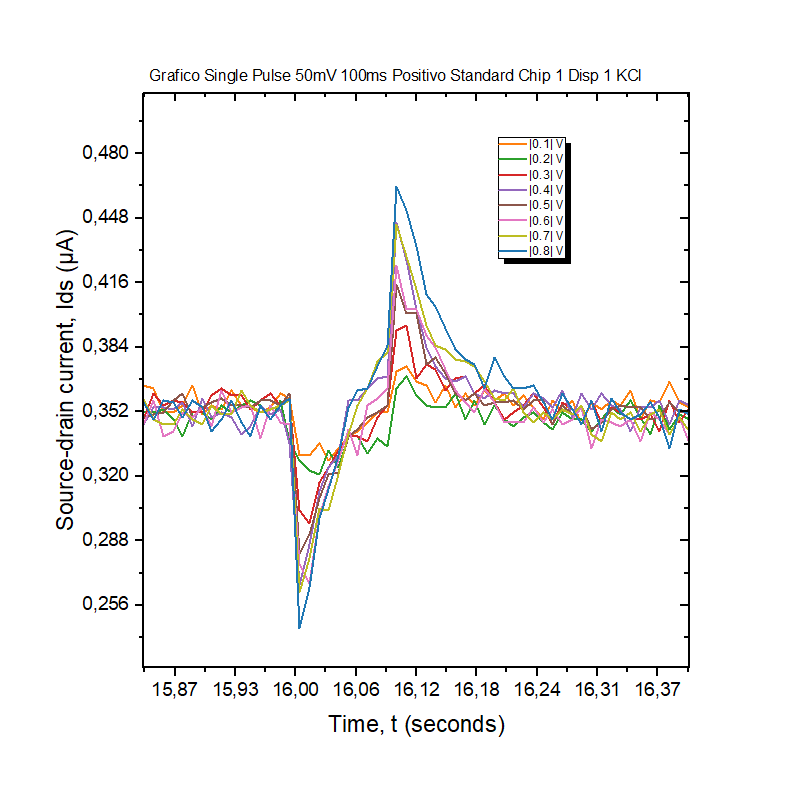 Grafico Single Pulse 50mV 100ms Positivo Standard Chip 1 Disp 1 KCl
|0.1| V
|0.2| V
|0.3| V
|0.4| V
|0.5| V
|0.6| V
|0.7| V
|0.8| V
Source-drain current, Ids (µA)
0,480
0,448
0,416
0,384
0,352
0,320
0,288
0,256
15,87 15,93 16,00 16,06 16,12 16,18 16,24 16,31 16,37
Time, t (seconds)